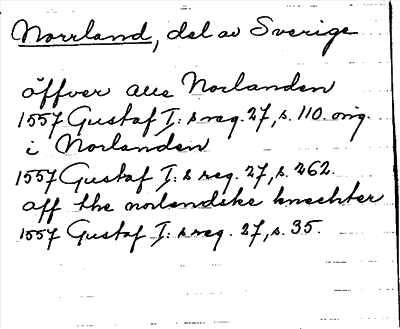 Norrland, del av Sverige
öffver alle Norlanden
1557 Gustaf I:s reg. 27, s. 110. orig.
i Norlanden
1557 Gustaf I:s reg. 27, s. 262.
aff the norlandske knechter
1557 Gustaf I:s reg. 27, s. 35.